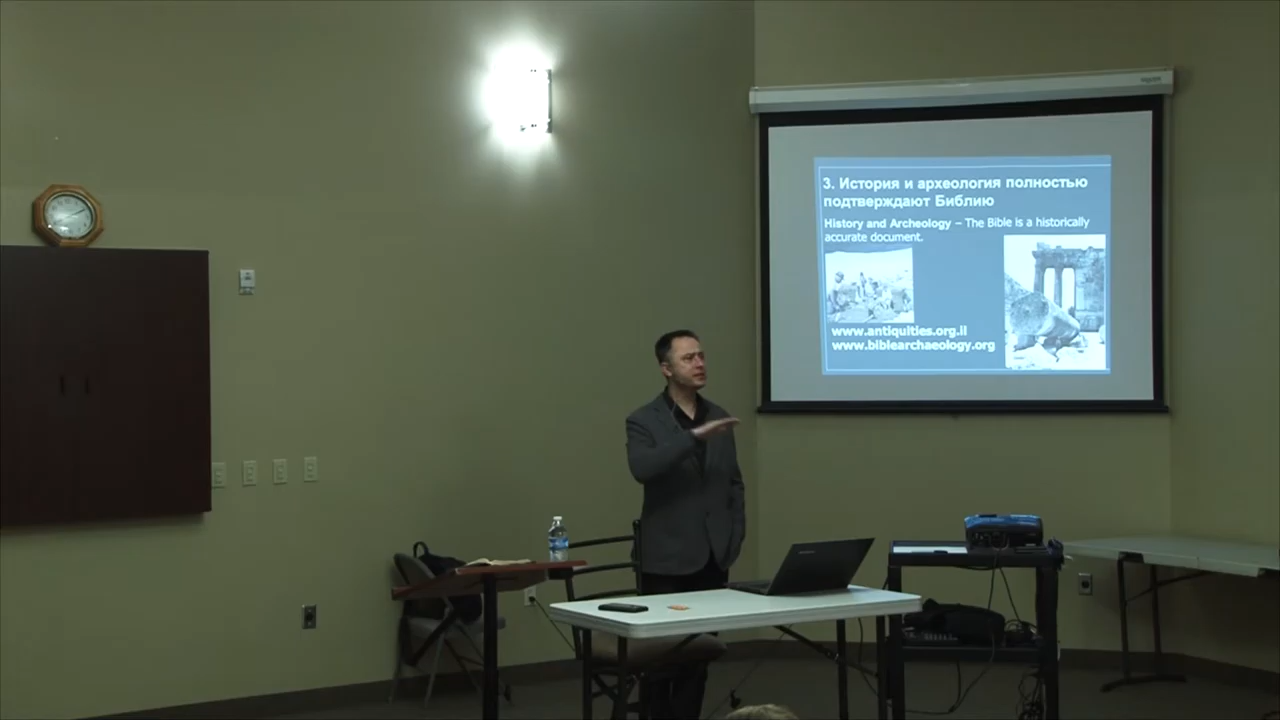 3. История и археология полностью
подтверждают Библию
History and Archeology – The Bible is a historically
accurate document.
www.antiquities.org.il
www.biblearchaeology.org